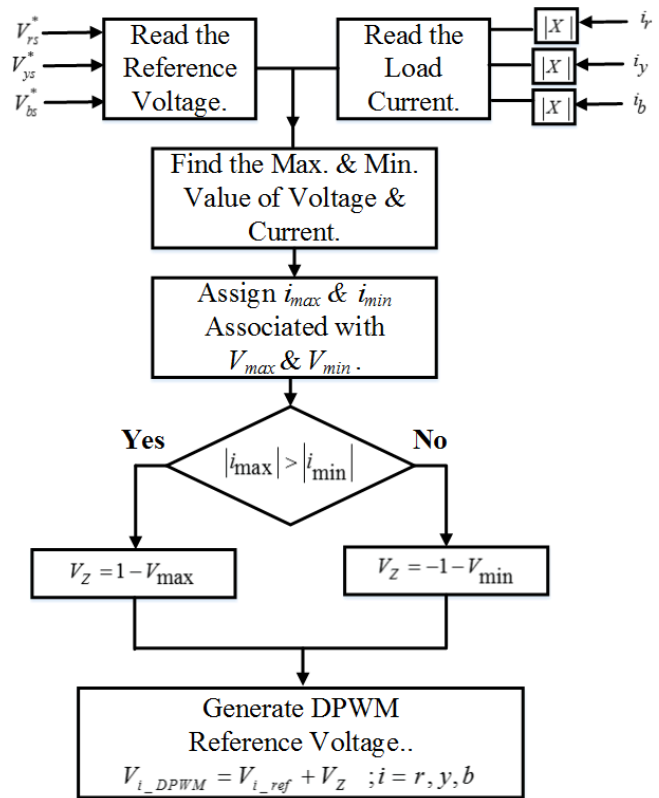 V*rs
V*ys
V*bs
Read the
Reference
Voltage.
Read the
Load
Current.
|X|
|X|
|X|
ir
iy
ib
Find the Max. & Min.
Value of Voltage &
Current.
Assign imax & imin
Associated with
Vmax & Vmin .
Yes
|imax| > |imin|
No
VZ = 1 − Vmax
VZ = −1 − Vmin
Generate DPWM
Reference Voltage..
Vi_DPWM = Vi_ref + VZ ; i = r, y, b